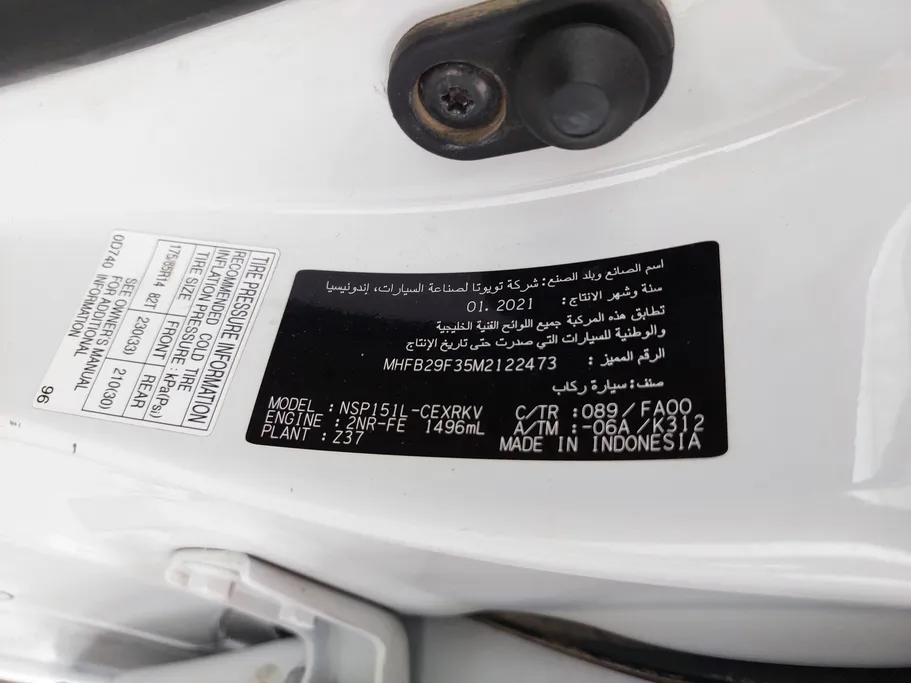 TIRE PRESSURE INFORMATION
RECOMMENDED COLD TIRE
INFLATION PRESSURE : kPa(Psi)
TIRE SIZE FRONT REAR
175/65R14 82T 230(33) 210(30)
SEE OWNER'S MANUAL
FOR ADDITIONAL
INFORMATION
0D740
96
اسم الصانع وبلد الصنع: شركة تويوتا لصناعة السيارات، إندونيسيا
سنة وشهر الانتاج: 01. 2021
تطابق هذه المركبة جميع اللوائح الفنية الخليجية
والوطنية للسيارات التي صدرت حتى تاريخ الإنتاج
الرقم المميز : MHFB29F35M2122473
صنف: سيارة ركاب
MODEL : NSP151L-CEXRKV C/TR :089/FA00
ENGINE : 2NR-FE 1496mL A/TM :-06A/K312
PLANT : Z37 MADE IN INDONESIA